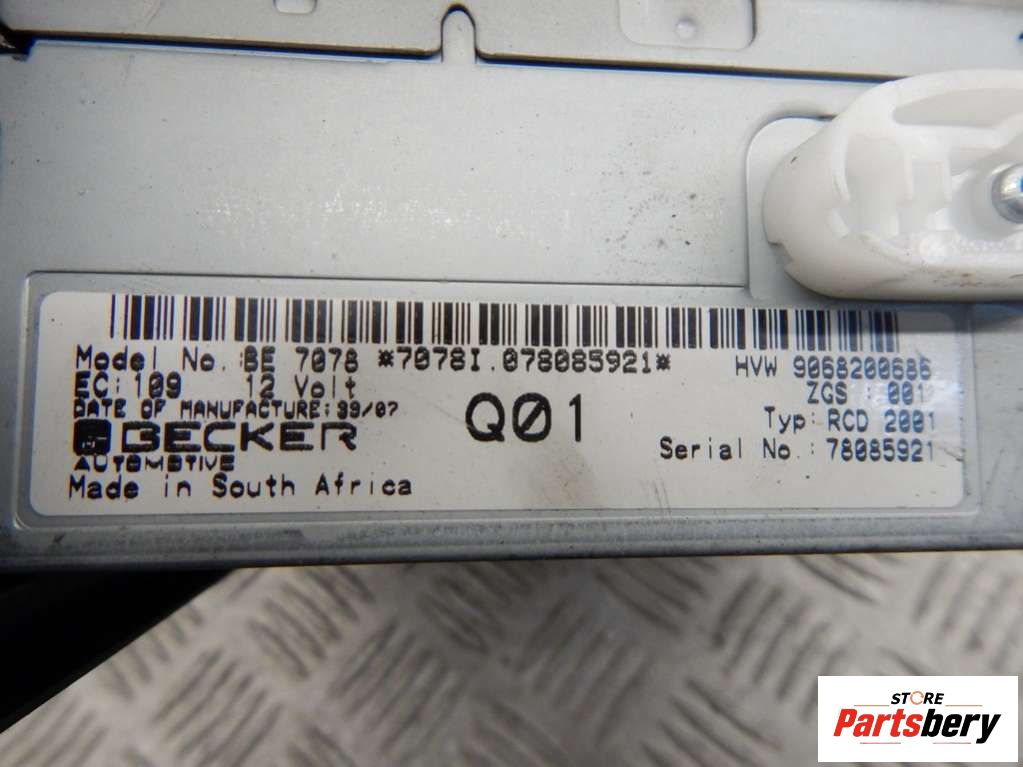 Model No.:BE 7078 *7078I.078085921* HVW 9068200686
EC:109 12 Volt ZGS : 001
DATE OF MANUFACTURE:39/07 Q01 Typ:RCD 2001
BECKER
AUTOMOTIVE Serial No.:78085921
Made in South Africa
STORE
Partsbery